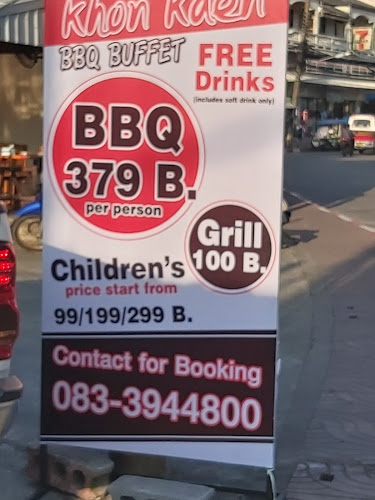 Khon Kaen
BBQ BUFFET
FREE
Drinks
(includes soft drink only)
BBQ
379 B.
per person
Grill
100 B.
Children's
price start from
99/199/299 B.
Contact for Booking
083-3944800
7